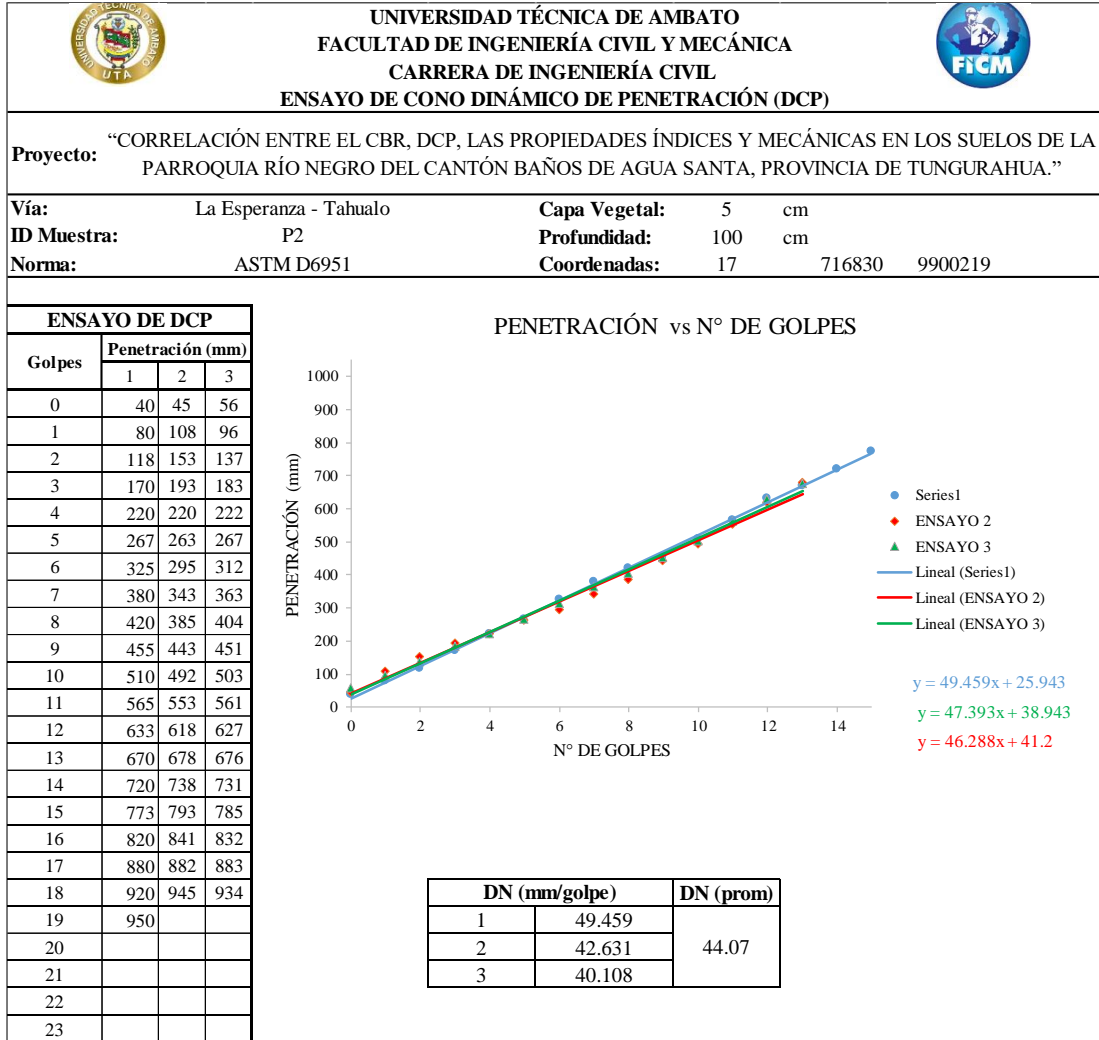 UNIVERSIDAD TÉCNICA DE AMBATO
FACULTAD DE INGENIERÍA CIVIL Y MECÁNICA
CARRERA DE INGENIERÍA CIVIL
ENSAYO DE CONO DINÁMICO DE PENETRACIÓN (DCP)
UNIVERSIDAD TÉCNICA DE AMBATO
UTA
FICM
Proyecto: “CORRELACIÓN ENTRE EL CBR, DCP, LAS PROPIEDADES ÍNDICES Y MECÁNICAS EN LOS SUELOS DE LA
PARROQUIA RÍO NEGRO DEL CANTÓN BAÑOS DE AGUA SANTA, PROVINCIA DE TUNGURAHUA.”
Vía: La Esperanza - Tahualo Capa Vegetal: 5 cm
ID Muestra: P2 Profundidad: 100 cm
Norma: ASTM D6951 Coordenadas: 17 716830 9900219
ENSAYO DE DCP
Golpes Penetración (mm)
1 2 3
0 40 45 56
1 80 108 96
2 118 153 137
3 170 193 183
4 220 220 222
5 267 263 267
6 325 295 312
7 380 343 363
8 420 385 404
9 455 443 451
10 510 492 503
11 565 553 561
12 633 618 627
13 670 678 676
14 720 738 731
15 773 793 785
16 820 841 832
17 880 882 883
18 920 945 934
19 950
20
21
22
23
PENETRACIÓN vs N° DE GOLPES
PENETRACIÓN (mm)
1000
900
800
700
600
500
400
300
200
100
0
0 2 4 6 8 10 12 14
N° DE GOLPES
Series1
ENSAYO 2
ENSAYO 3
Lineal (Series1)
Lineal (ENSAYO 2)
Lineal (ENSAYO 3)
y = 49.459x + 25.943
y = 47.393x + 38.943
y = 46.288x + 41.2
DN (mm/golpe) DN (prom)
1 49.459
2 42.631 44.07
3 40.108